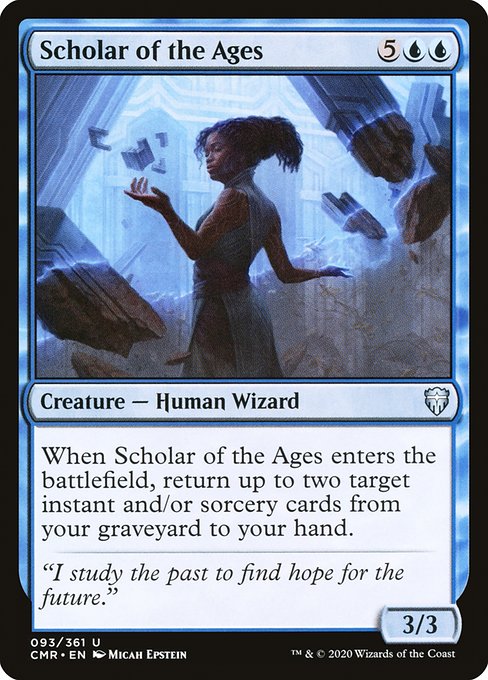 Scholar of the Ages 5
Creature — Human Wizard
When Scholar of the Ages enters the
battlefield, return up to two target
instant and/or sorcery cards from
your graveyard to your hand.
“I study the past to find hope for the
future.”
3/3
093/361 U
CMR • EN Micah Epstein
™ & © 2020 Wizards of the Coast